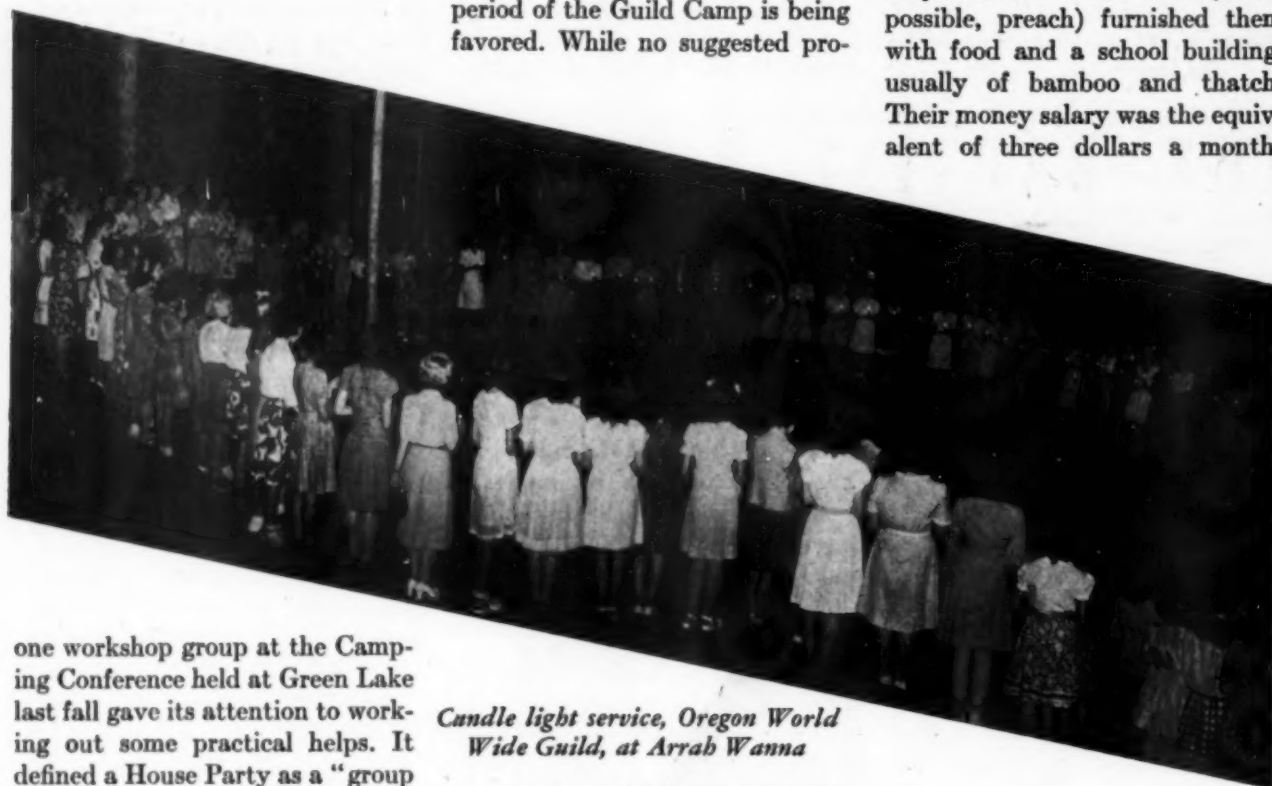 period of the Guild Camp is being
favored. While no suggested pro-
possible, preach) furnished them
with food and a school building
usually of bamboo and thatch
Their money salary was the equiv
alent of three dollars a month
one workshop group at the Camp-
ing Conference held at Green Lake
last fall gave its attention to work-
ing out some practical helps. It
defined a House Party as a “group
Candle light service, Oregon World
Wide Guild, at Arrah Wanna